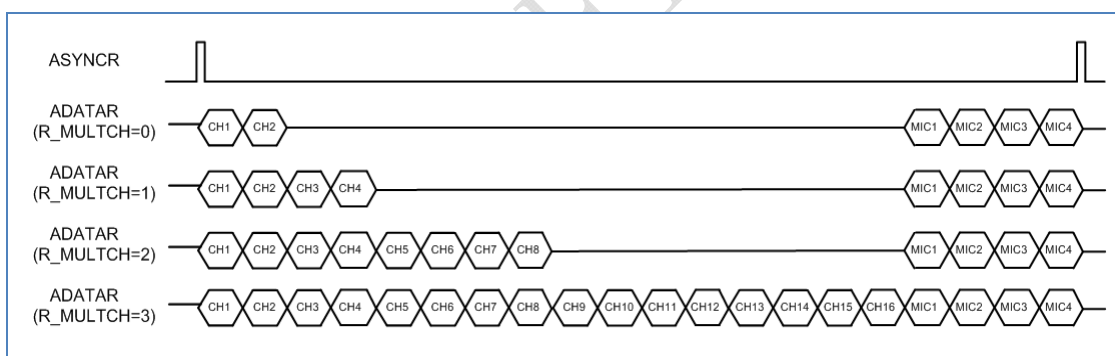 ASYNCR
ADATAR
(R_MULTCH=0)
CH1 CH2 MIC1 MIC2 MIC3 MIC4
ADATAR
(R_MULTCH=1)
CH1 CH2 CH3 CH4 MIC1 MIC2 MIC3 MIC4
ADATAR
(R_MULTCH=2)
CH1 CH2 CH3 CH4 CH5 CH6 CH7 CH8 MIC1 MIC2 MIC3 MIC4
ADATAR
(R_MULTCH=3)
CH1 CH2 CH3 CH4 CH5 CH6 CH7 CH8 CH9 CH10 CH11 CH12 CH13 CH14 CH15 CH16 MIC1 MIC2 MIC3 MIC4